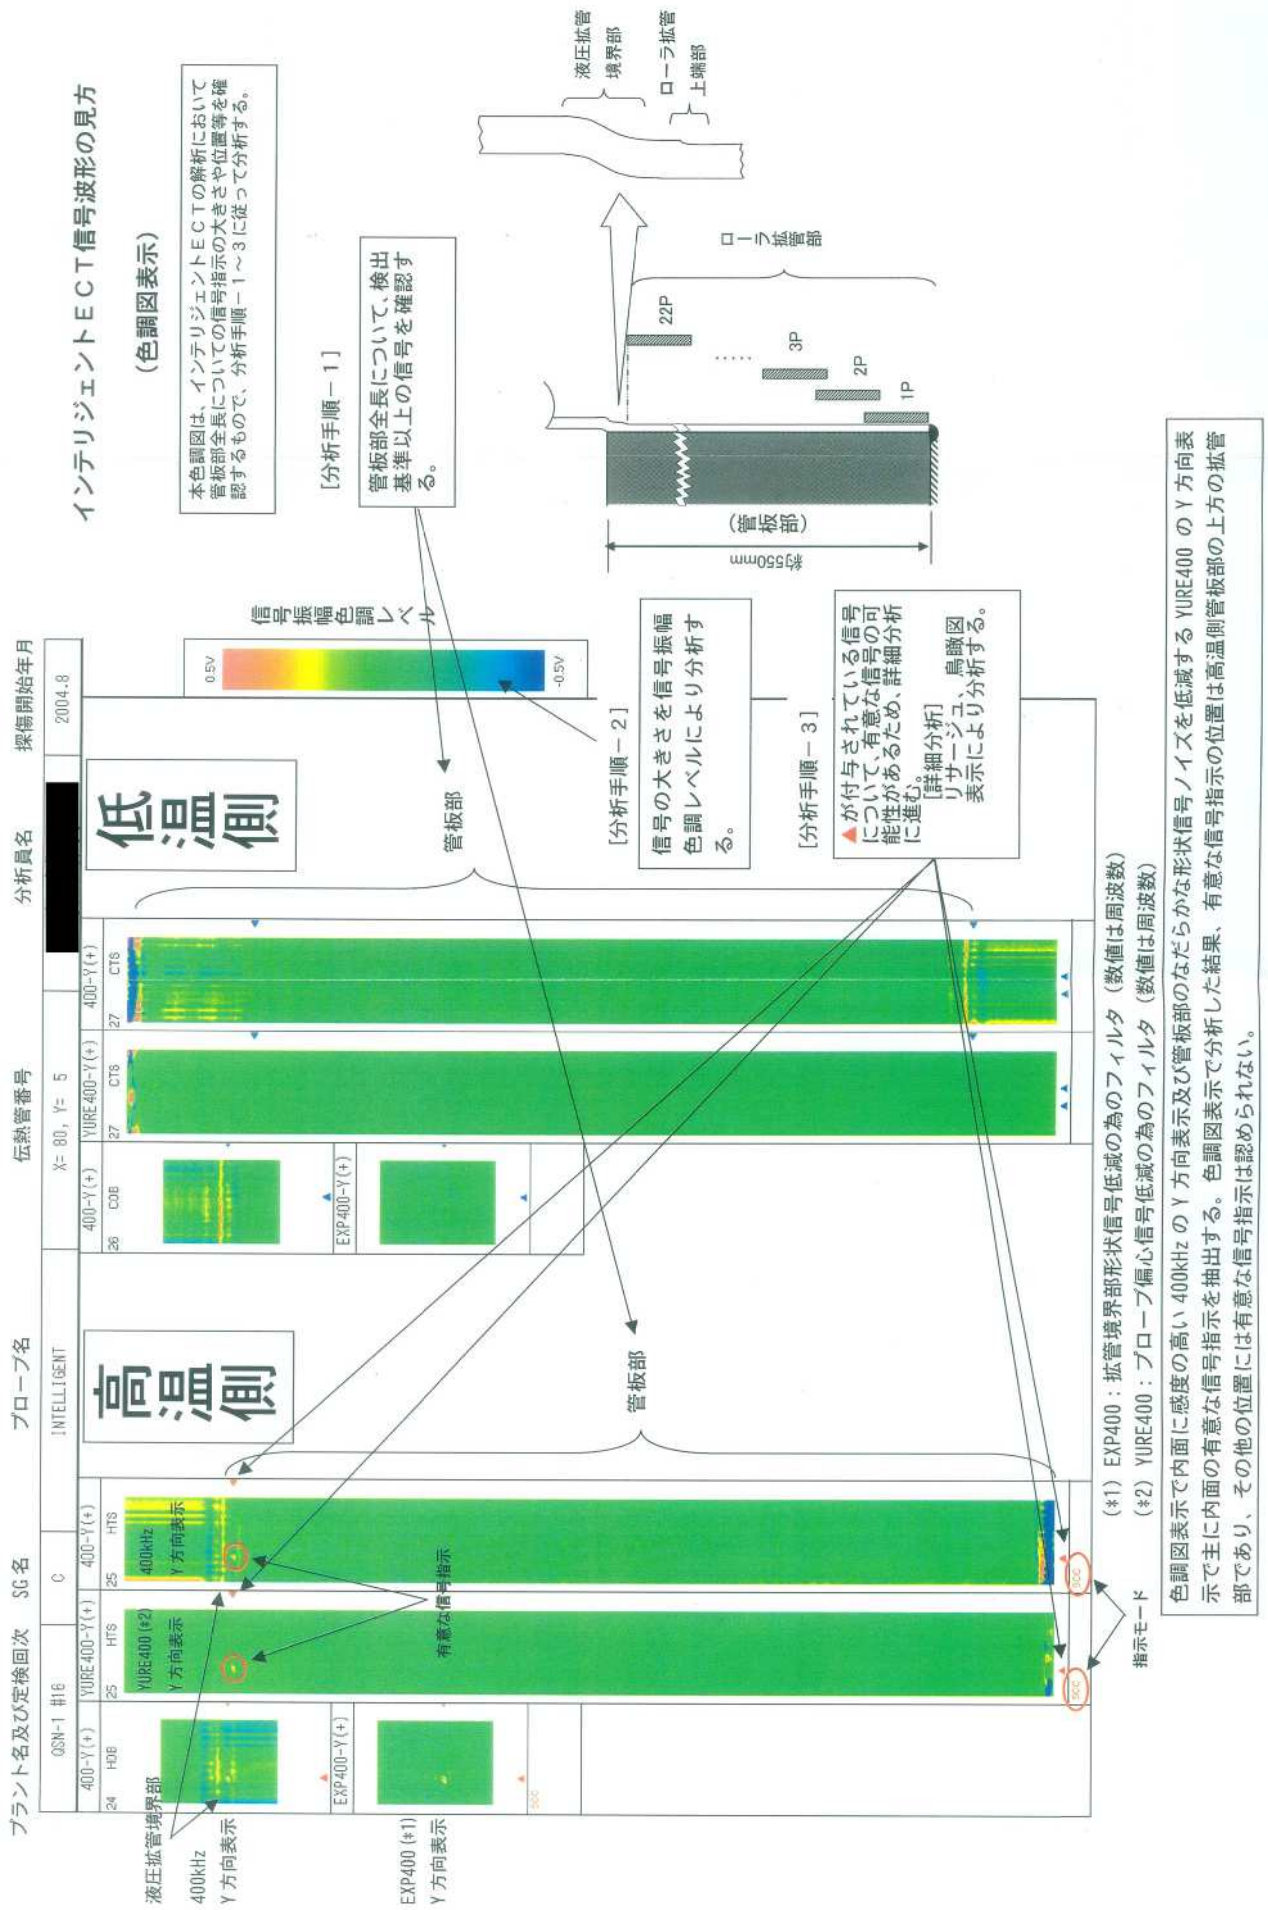 インテリジェントＥＣＴ信号波形の見方
(色調図表示)
本色調図は、インテリジェントＥＣＴの解析において
管板部全長についての信号指示の大きさや位置等を確
認するもので、分析手順－１～３に従って分析する。
プラント名及び定検回次
SG 名
プローブ名
伝熱管番号
分析員名
探傷開始年月
QSN-1 #16
C
INTELLIGENT
X= 80, Y= 5
2004.8
高温側
低温側
400-Y(+)
24 HOB
YURE400-Y(+)
25 HTS
400-Y(+)
25 HTS
400-Y(+)
26 COB
YURE400-Y(+)
27 CTS
400-Y(+)
27 CTS
液圧拡管境界部
400kHz
Y 方向表示
EXP400-Y(+)
EXP400 (*1)
Y 方向表示
SCC
YURE400 (*2)
Y 方向表示
400kHz
Y 方向表示
有意な信号指示
SCC
SCC
指示モード
管板部
EXP400-Y(+)
管板部
0.5V
-0.5V
信号振幅色調レベル
[分析手順－１]
管板部全長について、検出
基準以上の信号を確認す
る。
[分析手順－２]
信号の大きさを信号振幅
色調レベルにより分析す
る。
[分析手順－３]
▲が付与されている信号
について、有意な信号の可
能性があるため、詳細分析
に進む。
[詳細分析]
リサージュ、鳥瞰図
表示により分析する。
約550mm
(管板部)
1P
2P
3P
22P
ローラ拡管部
液圧拡管
境界部
ローラ拡管
上端部
(*1) EXP400：拡管境界部形状信号低減の為のフィルタ（数値は周波数）
(*2) YURE400：プローブ偏心信号低減の為のフィルタ（数値は周波数）
色調図表示で内面に感度の高い 400kHz の Y 方向表示及び管板部のなだらかな形状信号ノイズを低減する YURE400 の Y 方向表
示で主に内面の有意な信号指示を抽出する。色調図表示で分析した結果、有意な信号指示の位置は高温側管板部の上方の拡管
部であり、その他の位置には有意な信号指示は認められない。